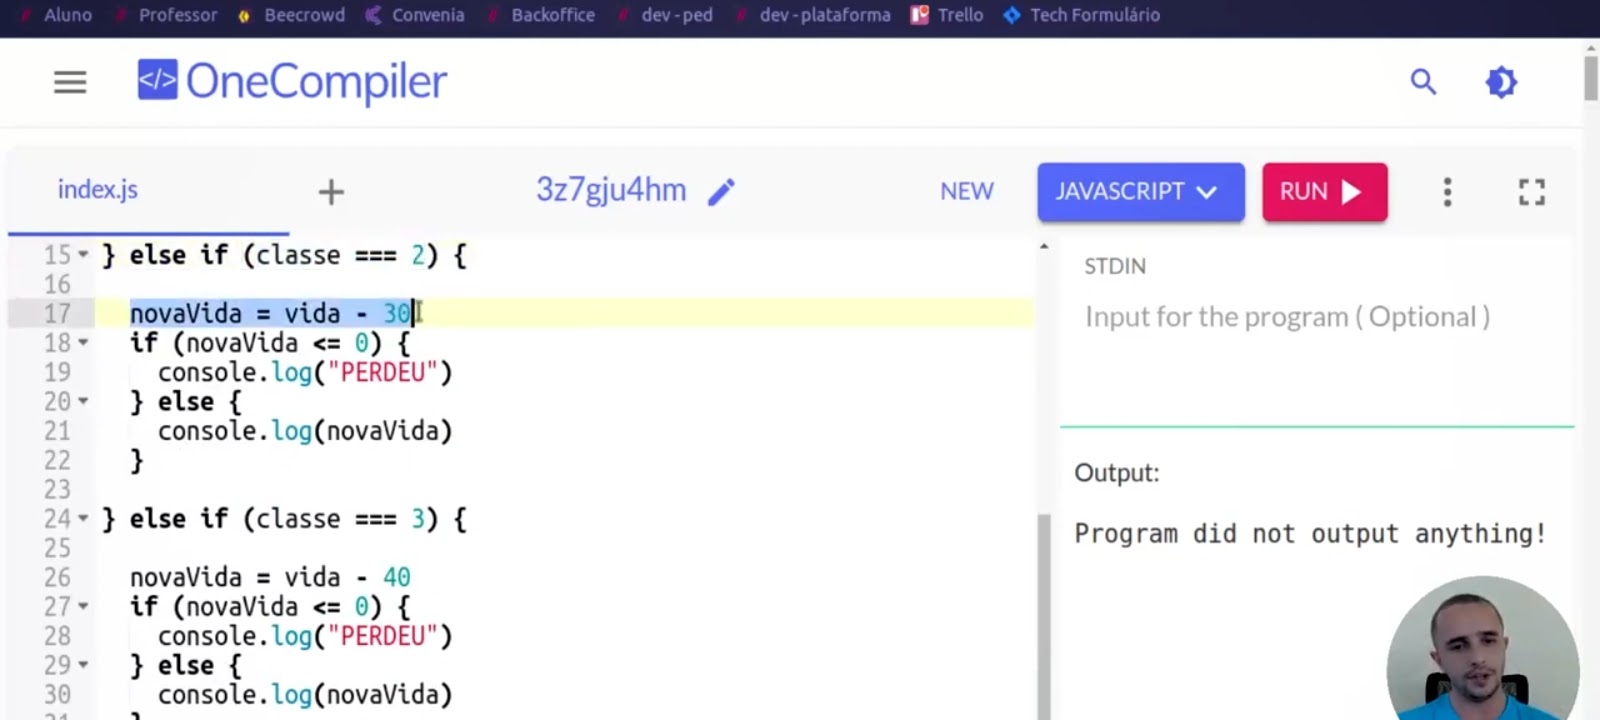 Aluno Professor Beecrowd Convenia Backoffice dev-ped dev-plataforma Trello Tech Formulário
</> OneCompiler
index.js + 3z7gju4hm NEW JAVASCRIPT RUN
15 } else if (classe === 2) {
16
17 novaVida = vida - 30
18 if (novaVida <= 0) {
19 console.log("PERDEU")
20 } else {
21 console.log(novaVida)
22 }
23
24 } else if (classe === 3) {
25
26 novaVida = vida - 40
27 if (novaVida <= 0) {
28 console.log("PERDEU")
29 } else {
30 console.log(novaVida)
STDIN
Input for the program ( Optional )
Output:
Program did not output anything!